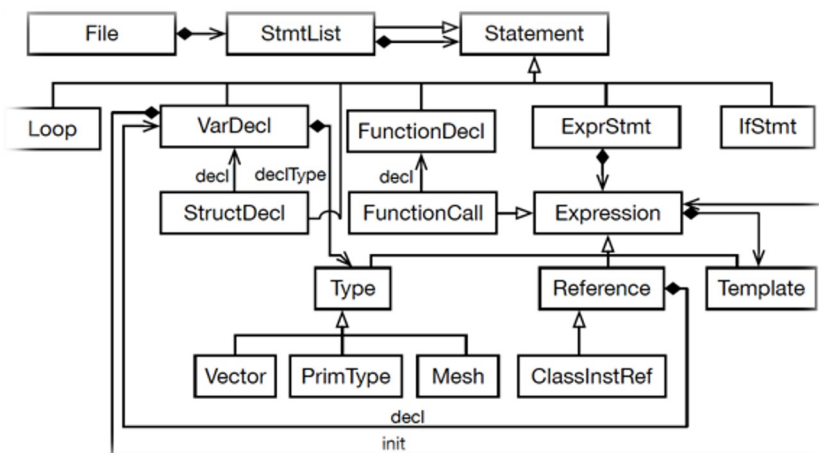 File
StmtList
Statement
Loop
VarDecl
FunctionDecl
ExprStmt
IfStmt
decl
declType
decl
StructDecl
FunctionCall
Expression
Type
Reference
Template
Vector
PrimType
Mesh
ClassInstRef
decl
init